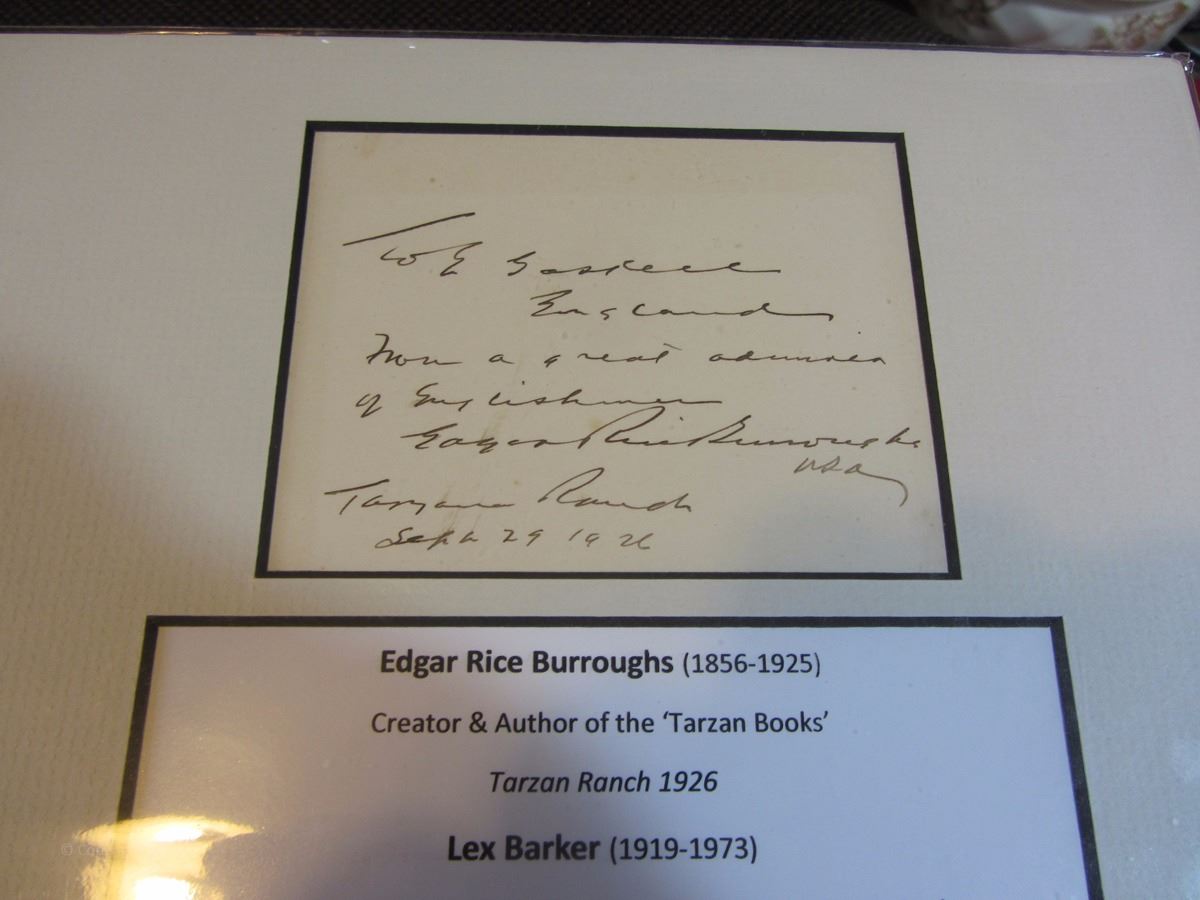 To E Gaskell
England
From a great admirer
of Englishmen
Edgar Rice Burroughs
USA
Tarzana Ranch
Sept 29 1926
Edgar Rice Burroughs (1856-1925)
Creator & Author of the ‘Tarzan Books’
Tarzan Ranch 1926
Lex Barker (1919-1973)